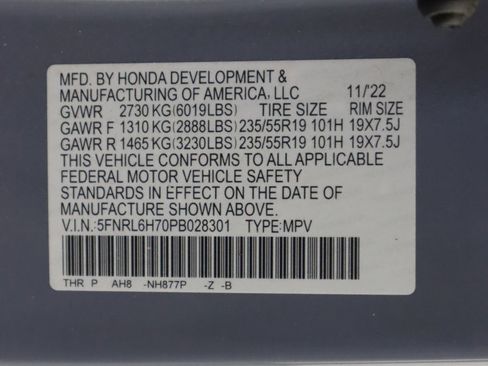 MFD. BY HONDA DEVELOPMENT &
MANUFACTURING OF AMERICA, LLC 11/'22
GVWR 2730 KG(6019LBS) TIRE SIZE RIM SIZE
GAWR F 1310 KG(2888LBS) 235/55R19 101H 19X7.5J
GAWR R 1465 KG(3230LBS) 235/55R19 101H 19X7.5J
THIS VEHICLE CONFORMS TO ALL APPLICABLE
FEDERAL MOTOR VEHICLE SAFETY
STANDARDS IN EFFECT ON THE DATE OF
MANUFACTURE SHOWN ABOVE.
V.I.N.:5FNRL6H70PB028301 TYPE:MPV
THR P AH8 -NH877P -Z -B